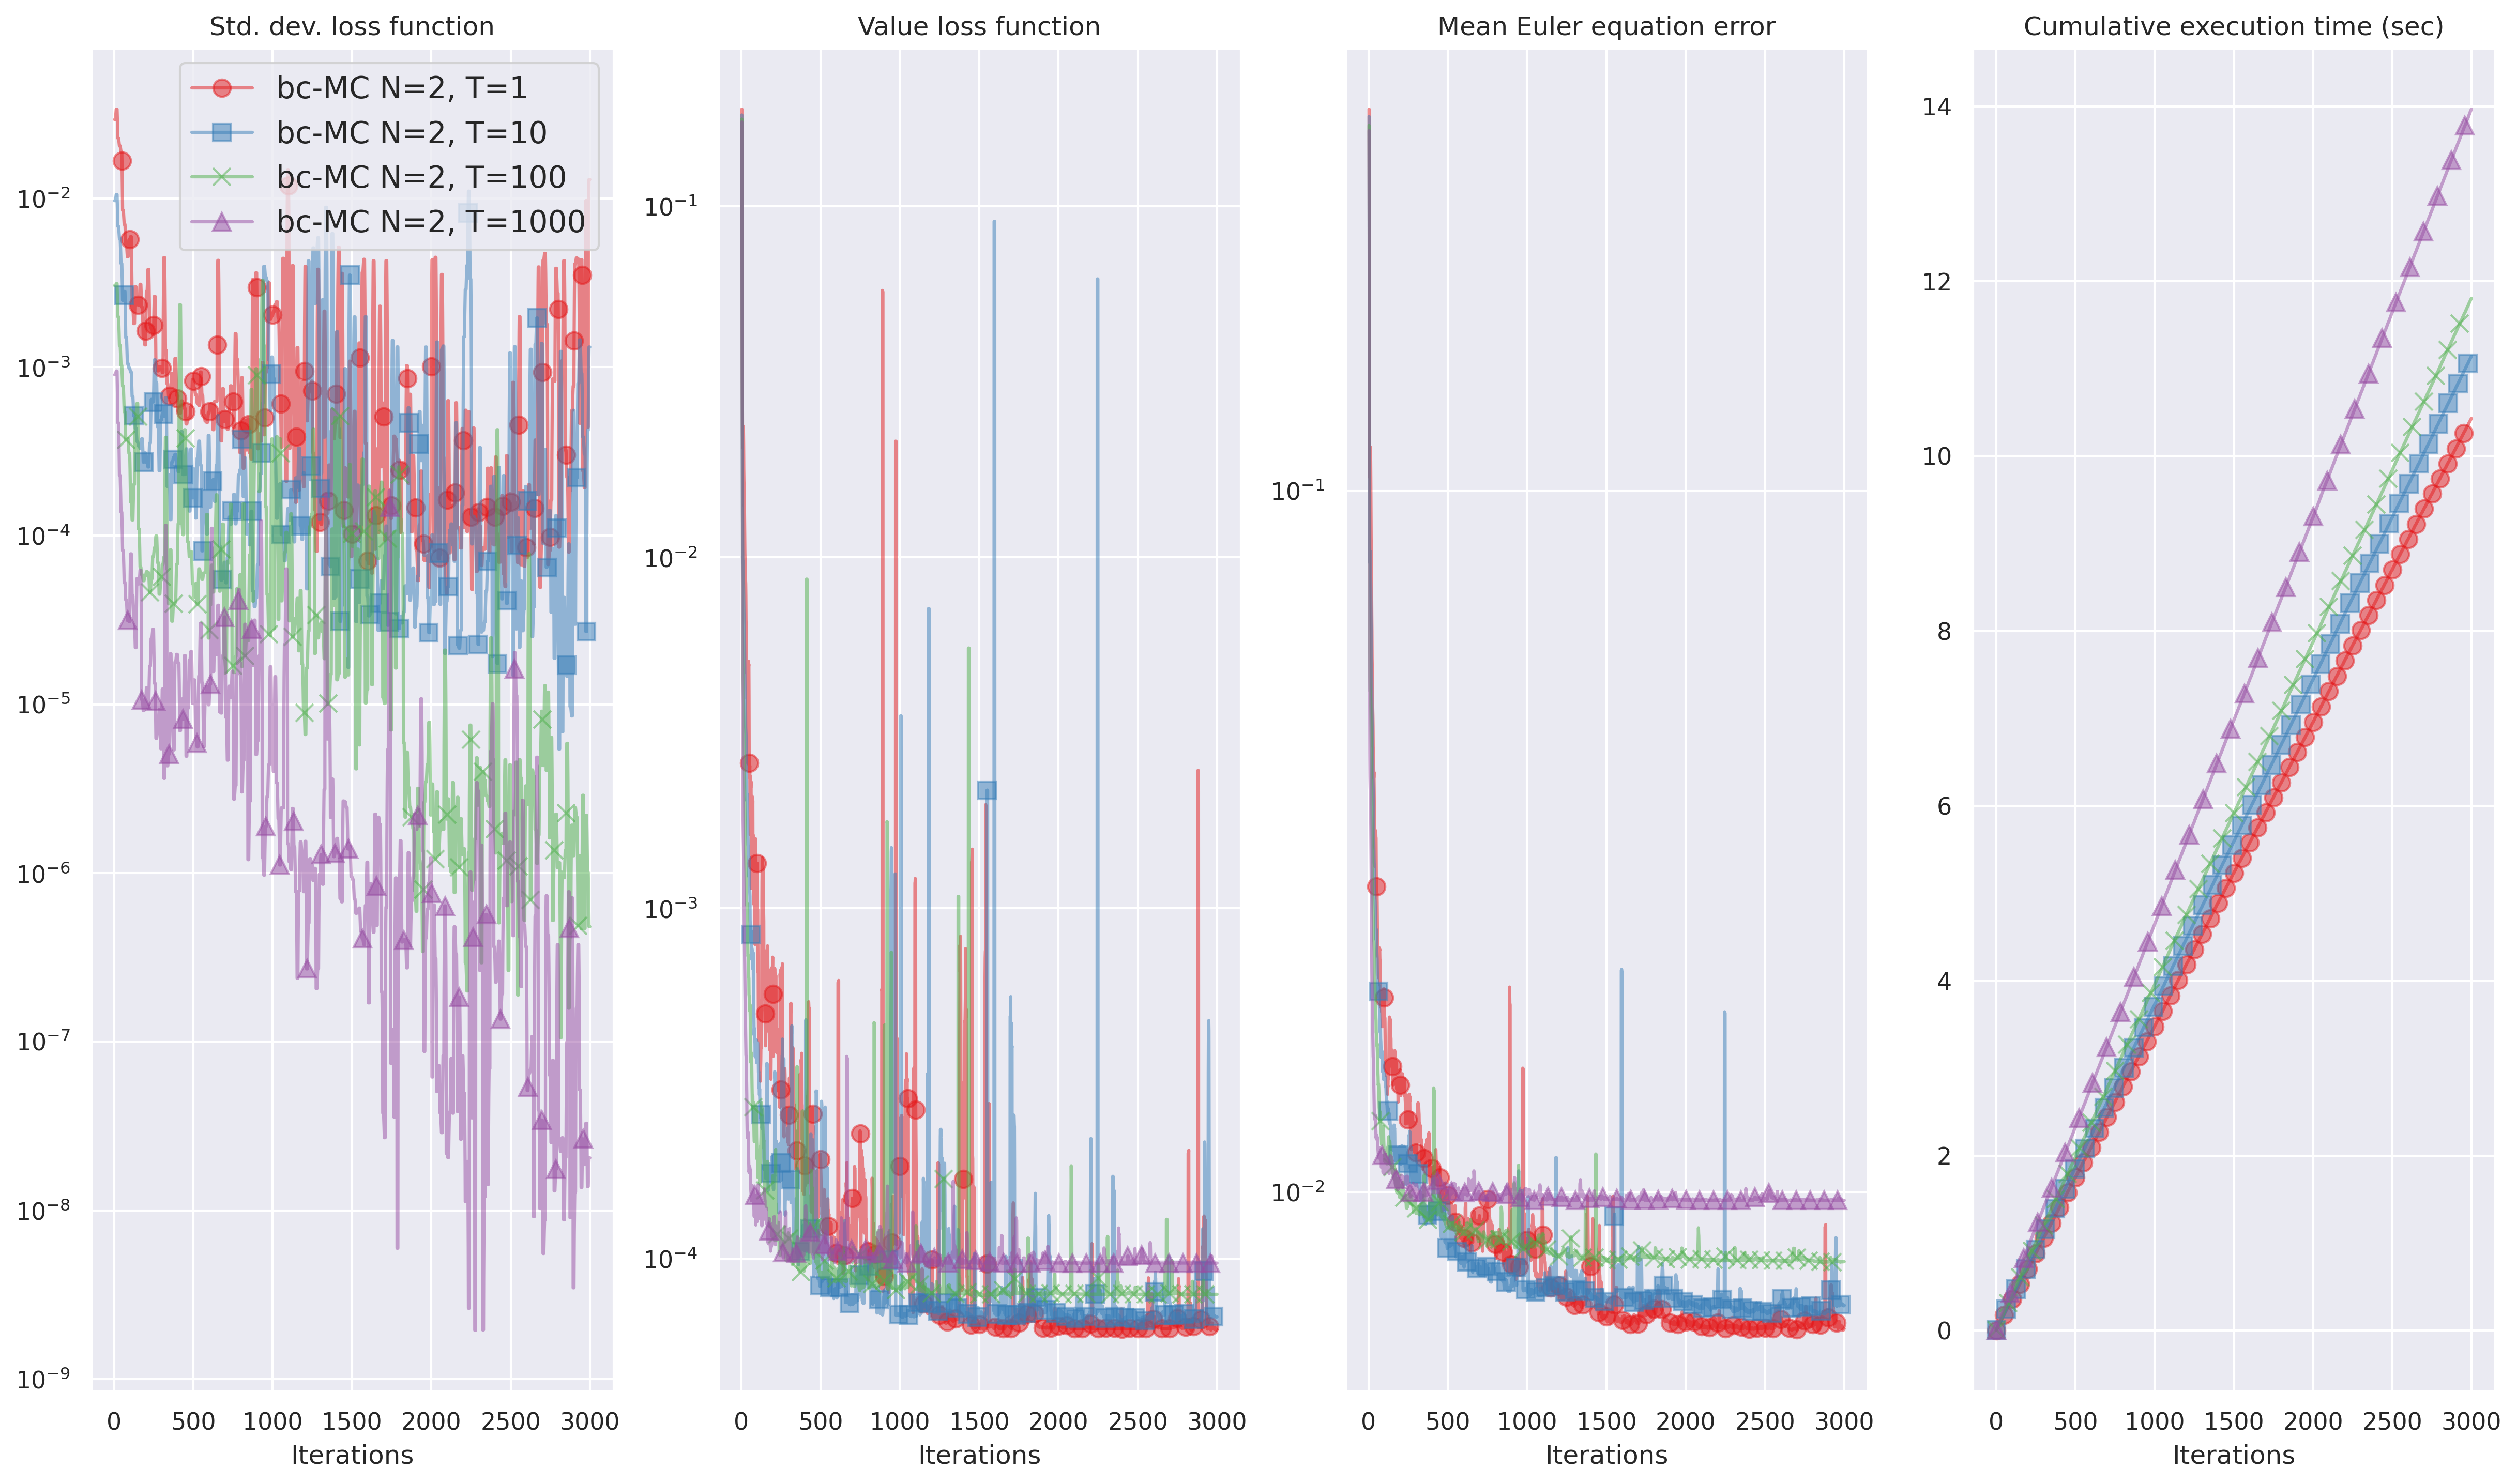 Std. dev. loss function
bc-MC N=2, T=1
bc-MC N=2, T=10
bc-MC N=2, T=100
bc-MC N=2, T=1000
10⁻²
10⁻³
10⁻⁴
10⁻⁵
10⁻⁶
10⁻⁷
10⁻⁸
10⁻⁹
0 500 1000 1500 2000 2500 3000
Iterations
Value loss function
10⁻¹
10⁻²
10⁻³
10⁻⁴
0 500 1000 1500 2000 2500 3000
Iterations
Mean Euler equation error
10⁻¹
10⁻²
0 500 1000 1500 2000 2500 3000
Iterations
Cumulative execution time (sec)
14
12
10
8
6
4
2
0
0 500 1000 1500 2000 2500 3000
Iterations